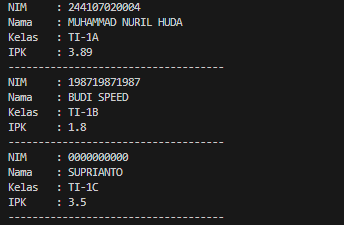 NIM : 244107020004
Nama : MUHAMMAD NURIL HUDA
Kelas : TI-1A
IPK : 3.89
------------------------------------
NIM : 198719871987
Nama : BUDI SPEED
Kelas : TI-1B
IPK : 1.8
------------------------------------
NIM : 0000000000
Nama : SUPRIANTO
Kelas : TI-1C
IPK : 3.5
------------------------------------